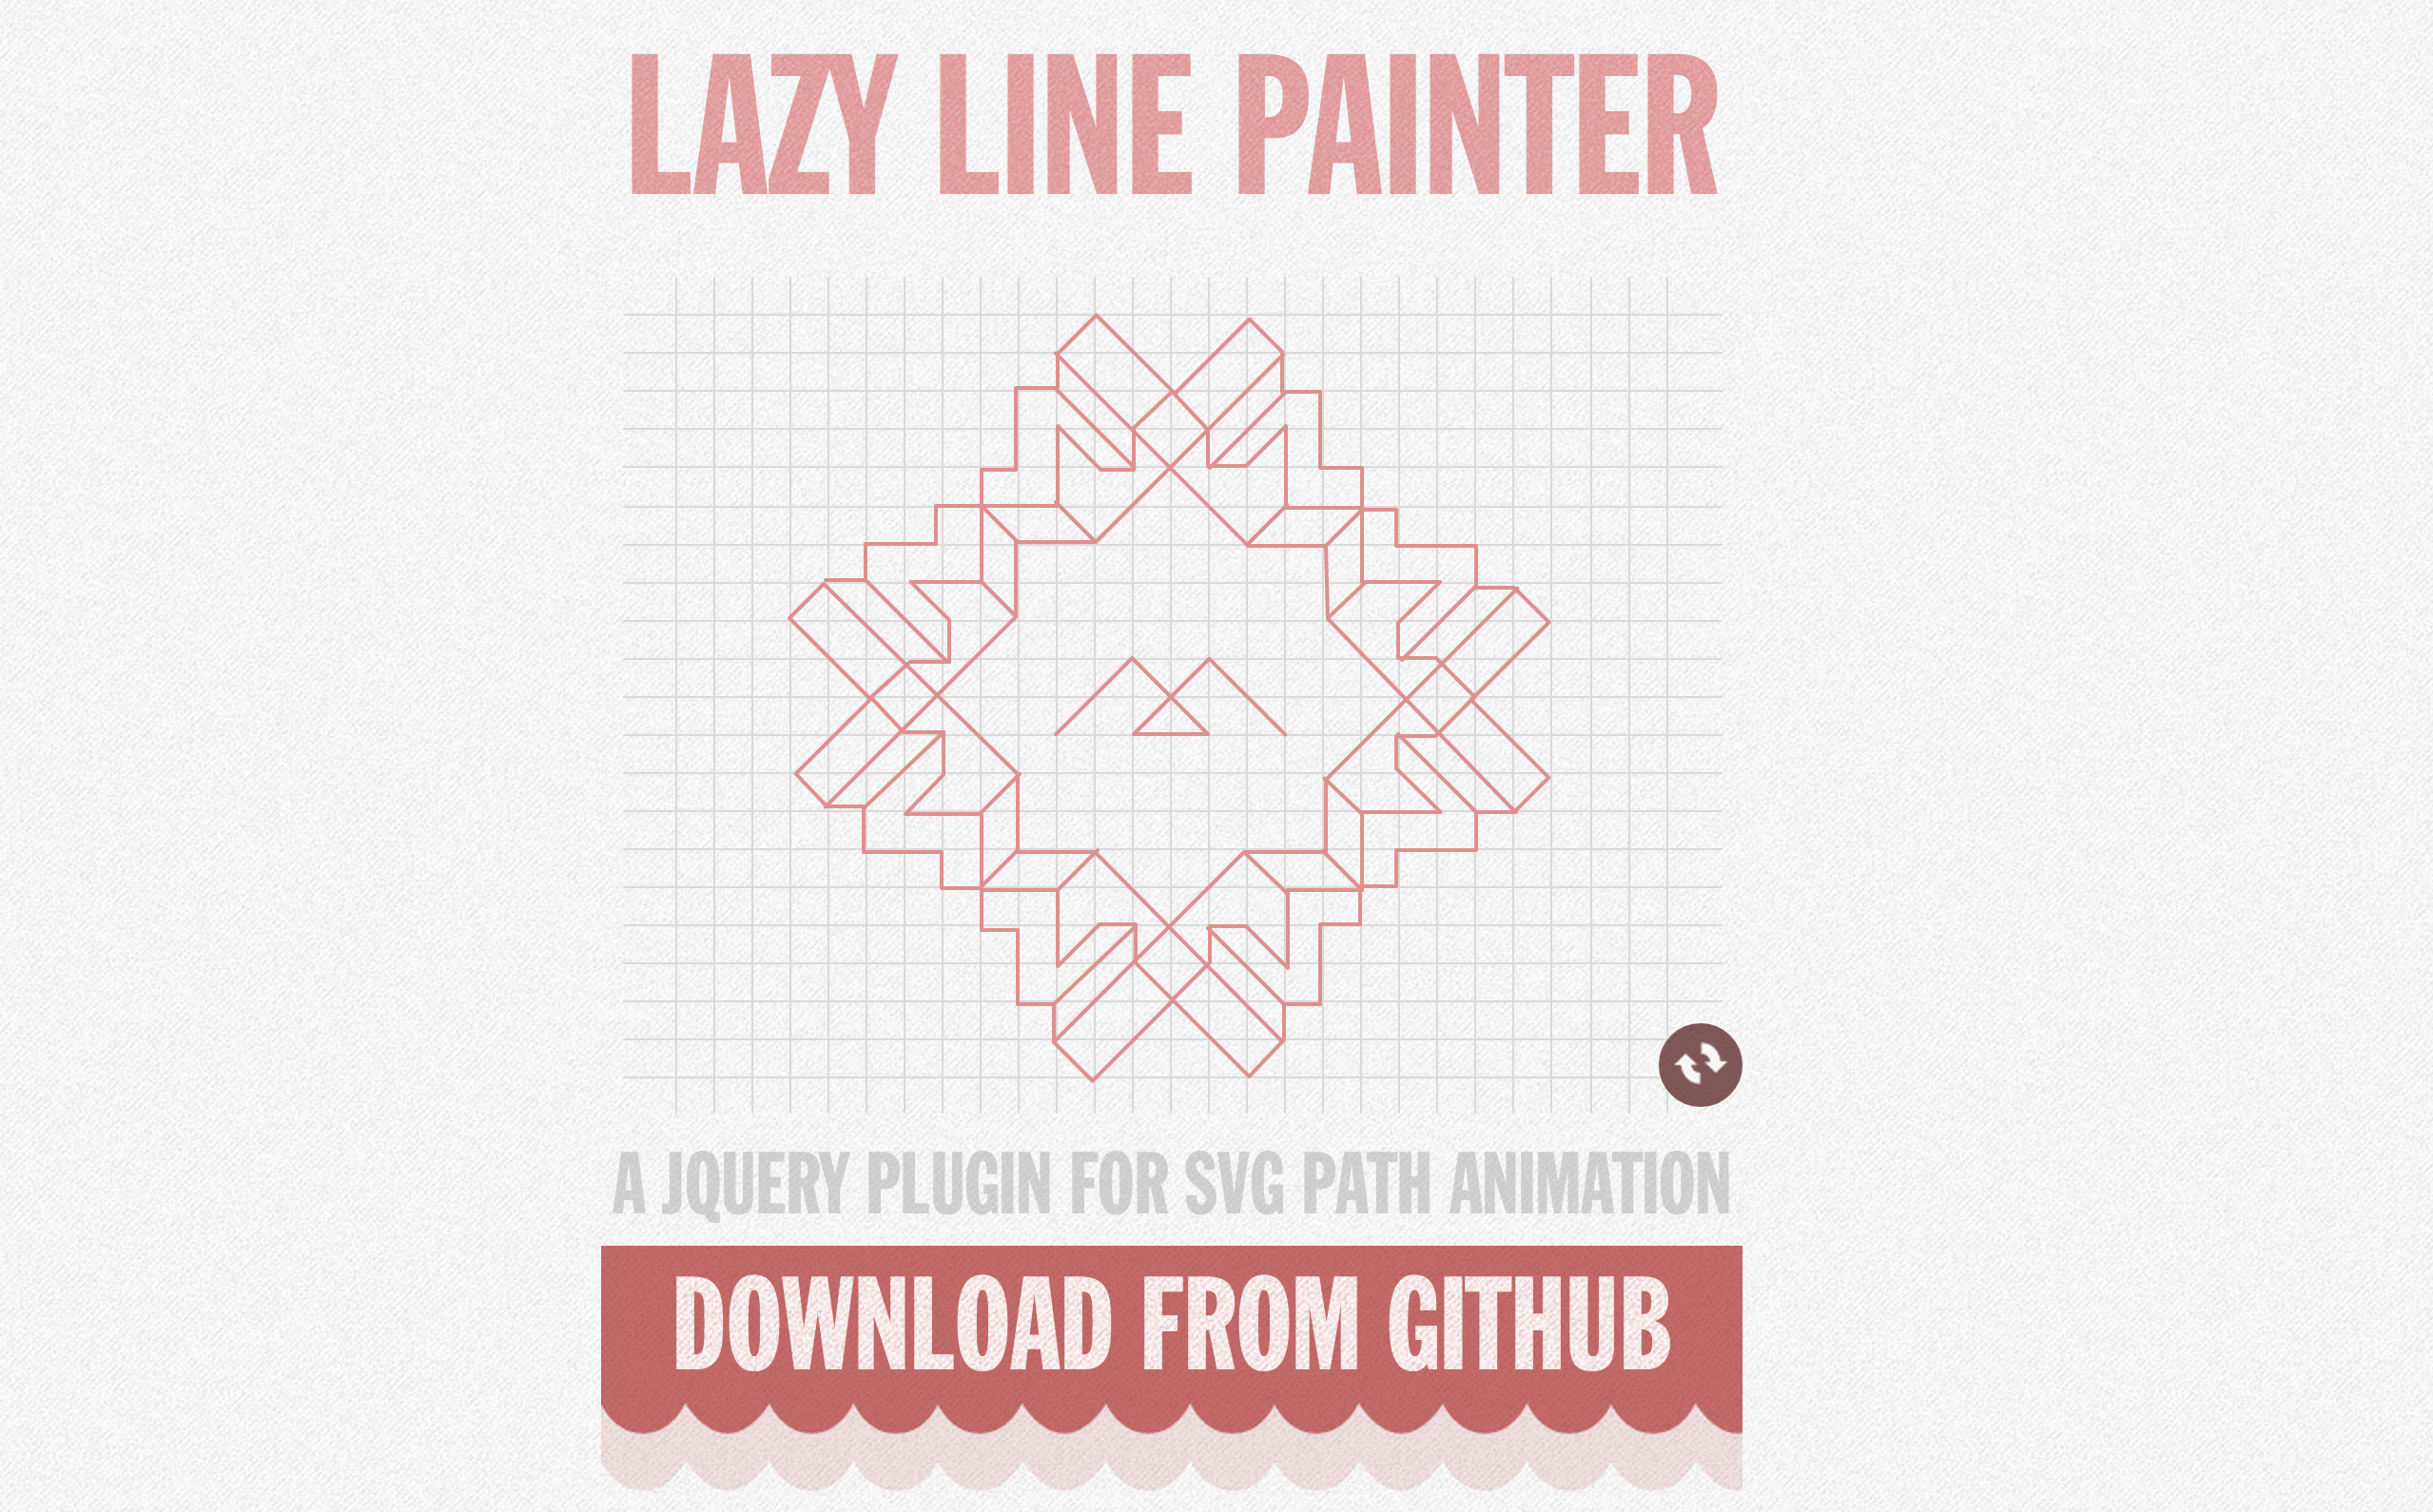 LAZY LINE PAINTER
A JQUERY PLUGIN FOR SVG PATH ANIMATION
DOWNLOAD FROM GITHUB